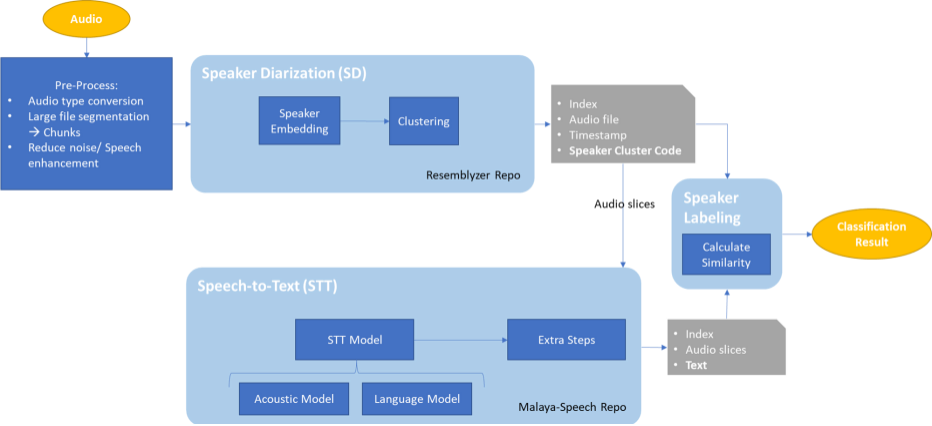 Audio
Pre-Process:
• Audio type conversion
• Large file segmentation
→ Chunks
• Reduce noise/ Speech
enhancement
Speaker Diarization (SD)
Speaker
Embedding
Clustering
Resemblyzer Repo
• Index
• Audio file
• Timestamp
• Speaker Cluster Code
Audio slices
Speaker
Labeling
Calculate
Similarity
Classification
Result
Speech-to-Text (STT)
STT Model
Extra Steps
Acoustic Model
Language Model
Malaya-Speech Repo
• Index
• Audio slices
• Text